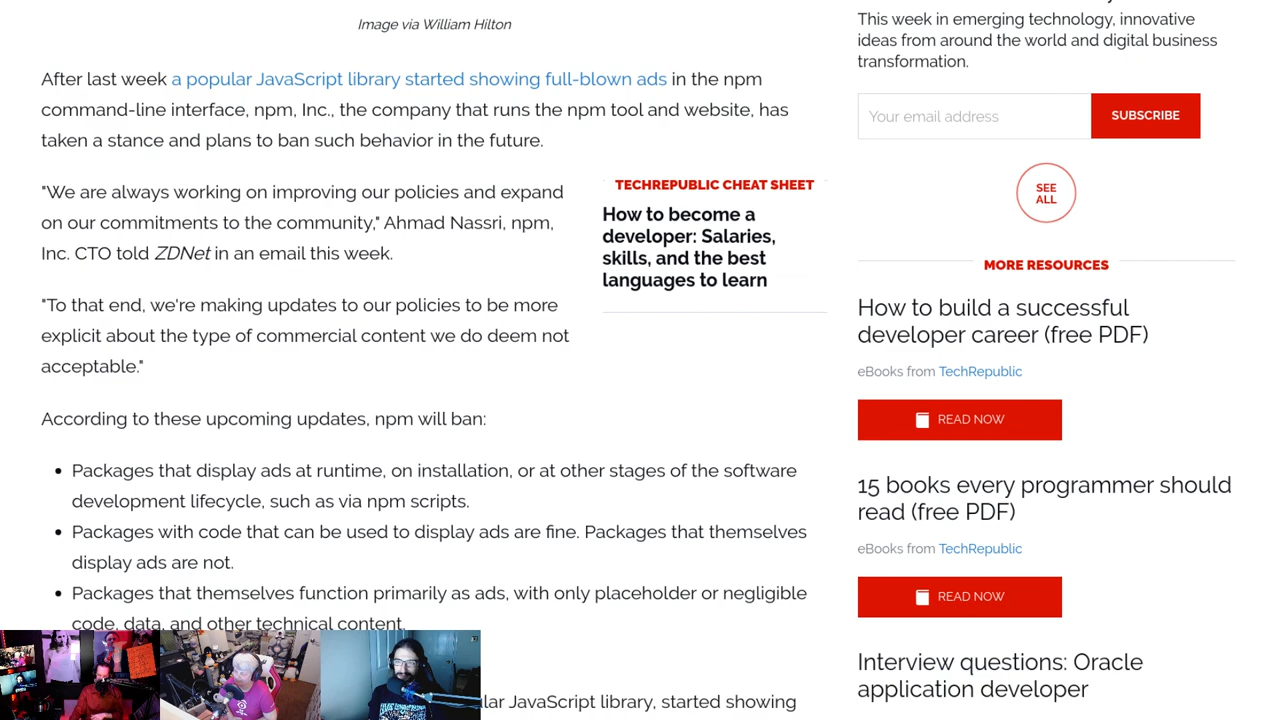 Image via William Hilton
After last week a popular JavaScript library started showing full-blown ads in the npm
command-line interface, npm, Inc., the company that runs the npm tool and website, has
taken a stance and plans to ban such behavior in the future.
"We are always working on improving our policies and expand
on our commitments to the community," Ahmad Nassri, npm,
Inc. CTO told ZDNet in an email this week.
"To that end, we're making updates to our policies to be more
explicit about the type of commercial content we do deem not
acceptable."
TECHREPUBLIC CHEAT SHEET
How to become a
developer: Salaries,
skills, and the best
languages to learn
According to these upcoming updates, npm will ban:
• Packages that display ads at runtime, on installation, or at other stages of the software
development lifecycle, such as via npm scripts.
• Packages with code that can be used to display ads are fine. Packages that themselves
display ads are not.
• Packages that themselves function primarily as ads, with only placeholder or negligible
code, data, and other technical content.
JavaScript library, started showing
This week in emerging technology, innovative
ideas from around the world and digital business
transformation.
Your email address
SUBSCRIBE
SEE
ALL
MORE RESOURCES
How to build a successful
developer career (free PDF)
eBooks from TechRepublic
READ NOW
15 books every programmer should
read (free PDF)
eBooks from TechRepublic
READ NOW
Interview questions: Oracle
application developer